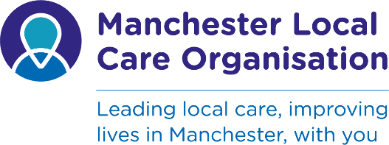 Manchester Local
Care Organisation
Leading local care, improving
lives in Manchester, with you